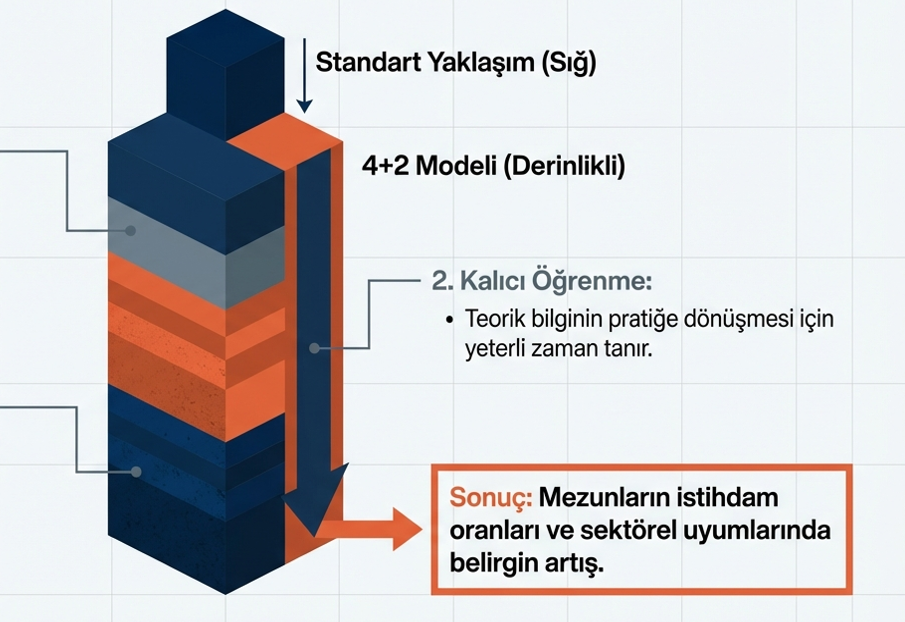 Standart Yaklaşım (Sığ)
4+2 Modeli (Derinlikli)
2. Kalıcı Öğrenme:
• Teorik bilginin pratiğe dönüşmesi için
yeterli zaman tanır.
Sonuç: Mezunların istihdam
oranları ve sektörel uyumlarında
belirgin artış.